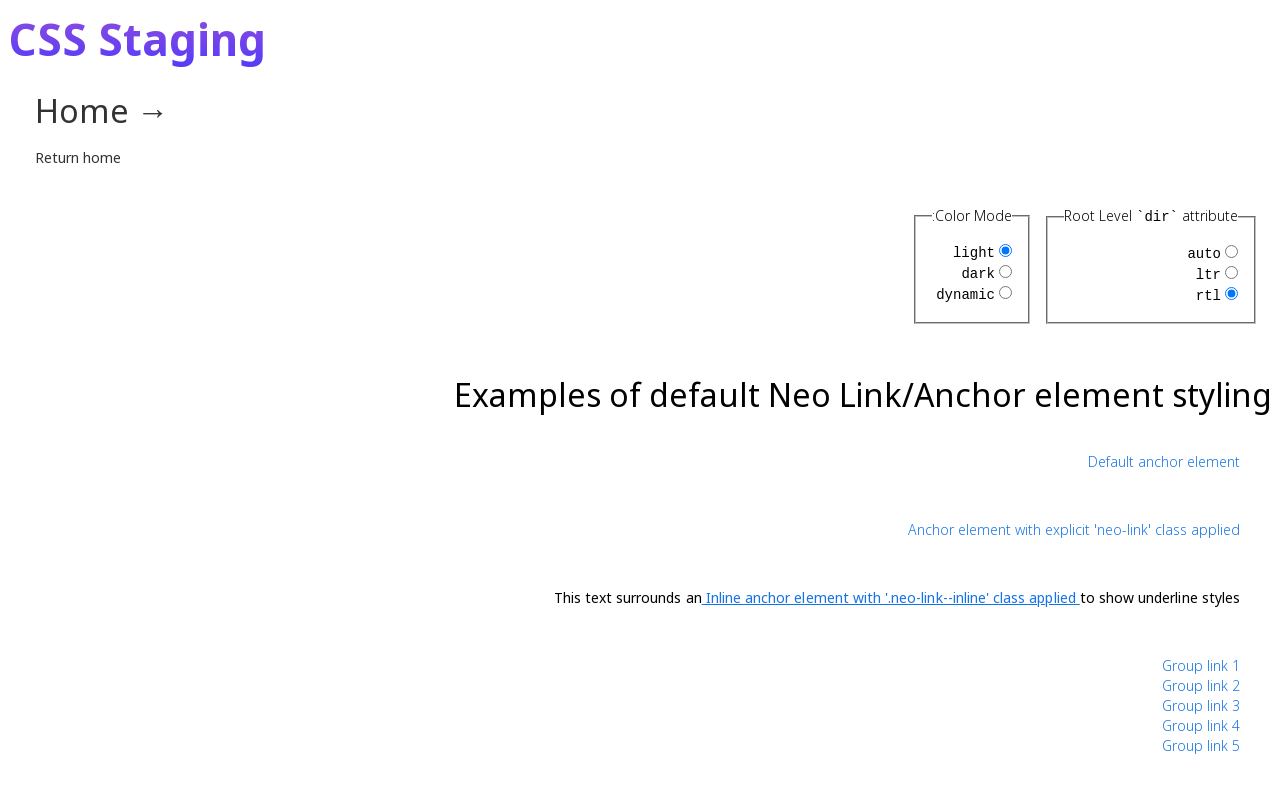 CSS Staging
Home →
Return home
Root Level `dir` attribute
auto
ltr
rtl
:Color Mode
light
dark
dynamic
Examples of default Neo Link/Anchor element styling
Default anchor element
Anchor element with explicit 'neo-link' class applied
This text surrounds an Inline anchor element with '.neo-link--inline' class applied to show underline styles
Group link 1
Group link 2
Group link 3
Group link 4
Group link 5